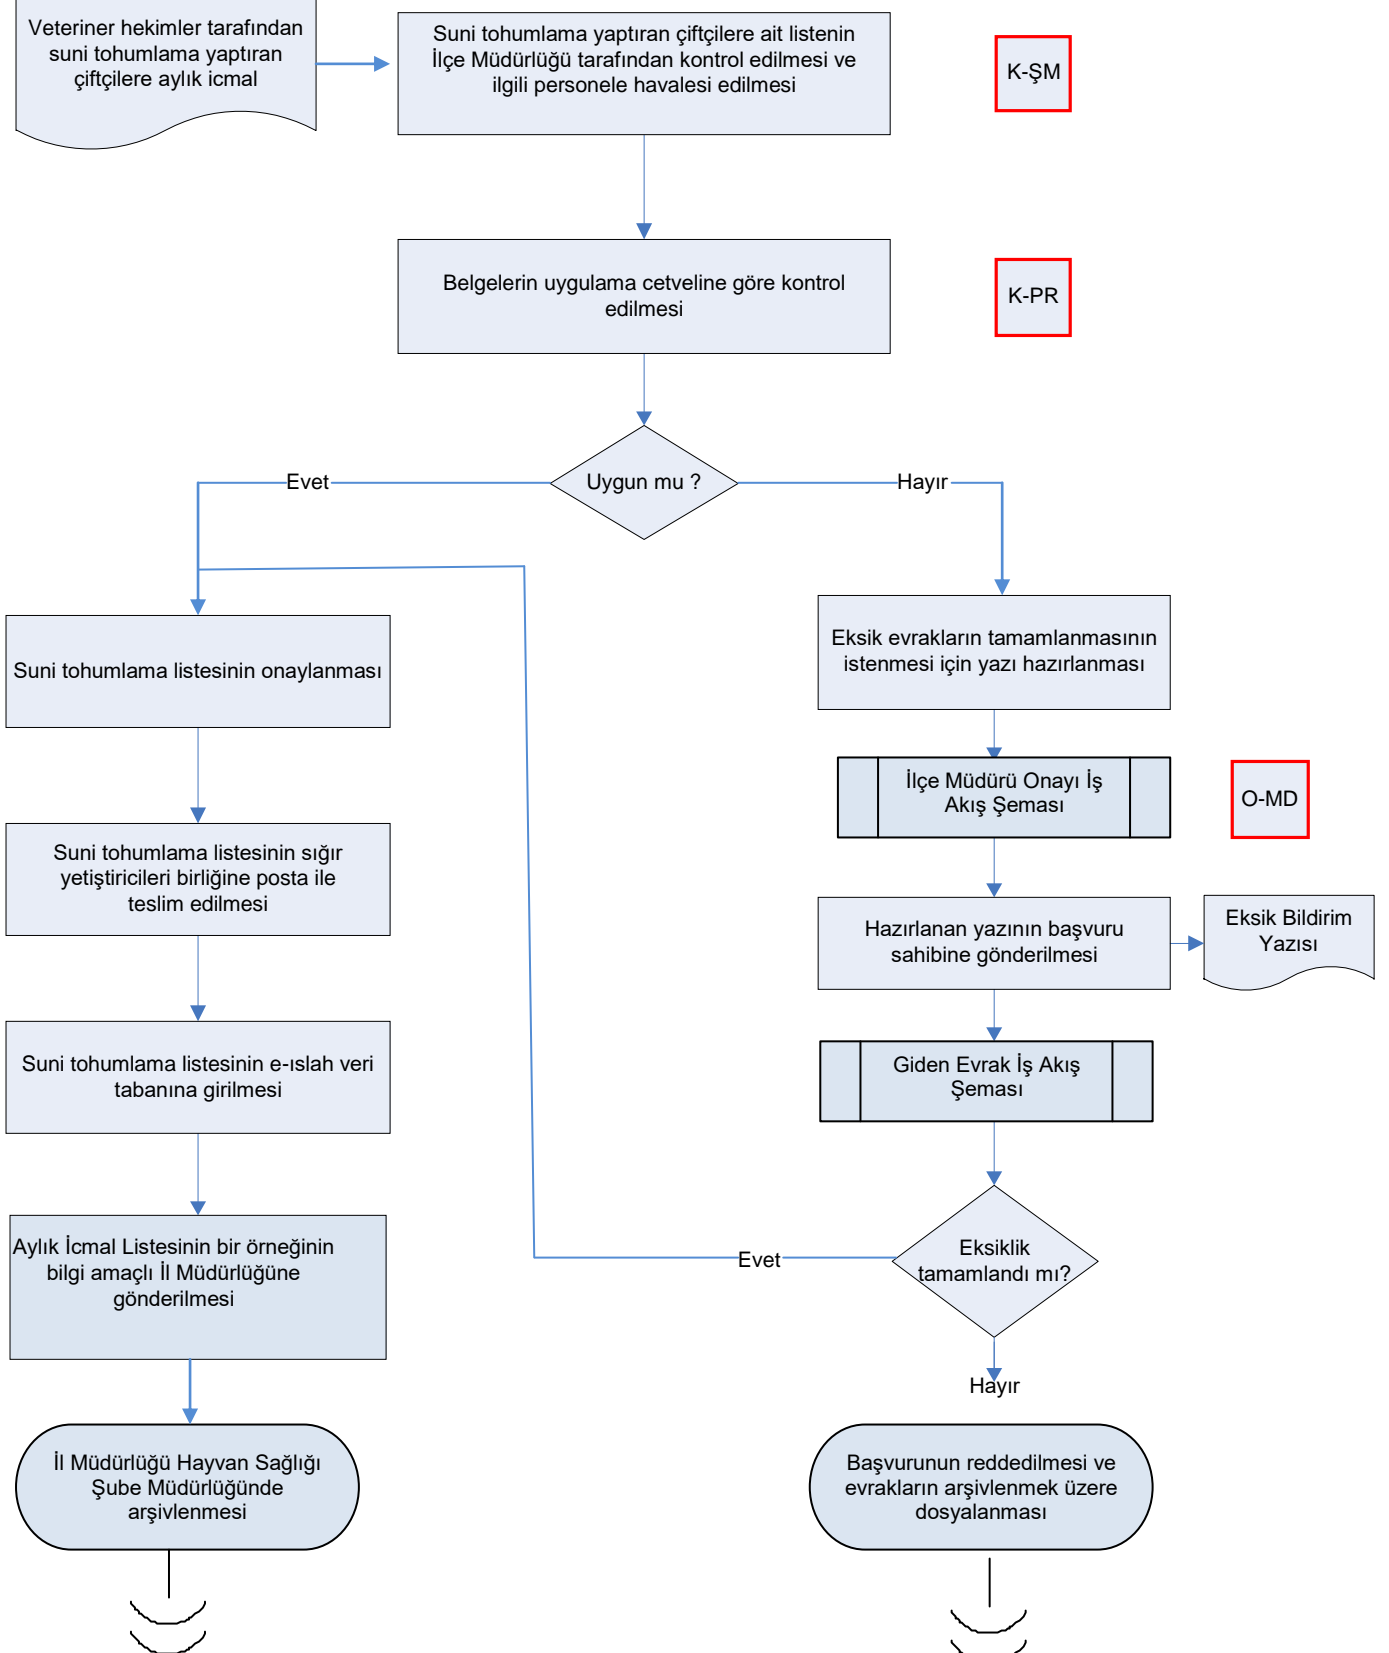 Veteriner hekimler tarafından
suni tohumlama yaptıran
çiftçilere aylık icmal
Suni tohumlama yaptıran çiftçilere ait listenin
İlçe Müdürlüğü tarafından kontrol edilmesi ve
ilgili personele havalesi edilmesi
K-ŞM
Belgelerin uygulama cetveline göre kontrol
edilmesi
K-PR
Evet
Uygun mu ?
Hayır
Suni tohumlama listesinin onaylanması
Eksik evrakların tamamlanmasının
istenmesi için yazı hazırlanması
İlçe Müdürü Onayı İş
Akış Şeması
O-MD
Suni tohumlama listesinin sığır
yetiştiricileri birliğine posta ile
teslim edilmesi
Hazırlanan yazının başvuru
sahibine gönderilmesi
Eksik Bildirim
Yazısı
Suni tohumlama listesinin e-ıslah veri
tabanına girilmesi
Giden Evrak İş Akış
Şeması
Aylık İcmal Listesinin bir örneğinin
bilgi amaçlı İl Müdürlüğüne
gönderilmesi
Evet
Eksiklik
tamamlandı mı?
Hayır
İl Müdürlüğü Hayvan Sağlığı
Şube Müdürlüğünde
arşivlenmesi
Başvurunun reddedilmesi ve
evrakların arşivlenmek üzere
dosyalanması